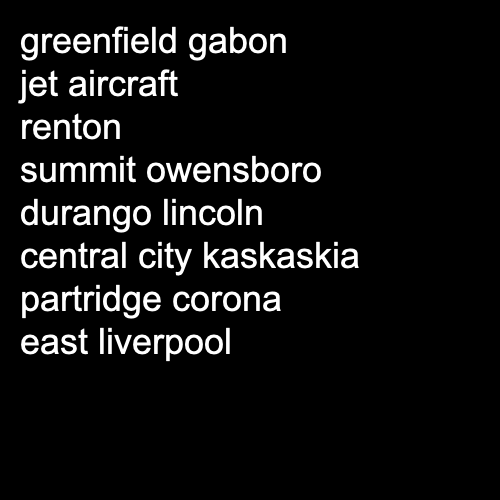 greenfield gabon
jet aircraft
renton
summit owensboro
durango lincoln
central city kaskaskia
partridge corona
east liverpool